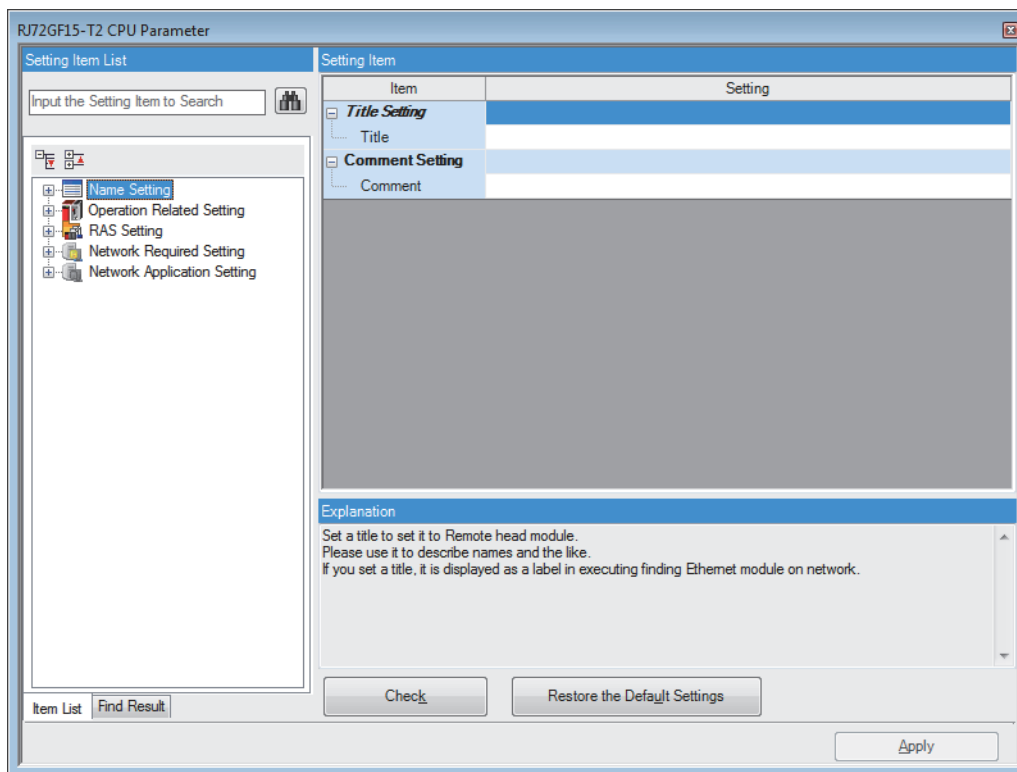 RJ72GF15-T2 CPU Parameter
Setting Item List
Input the Setting Item to Search
Name Setting
Operation Related Setting
RAS Setting
Network Required Setting
Network Application Setting
Item List
Find Result
Setting Item
Item Setting
Title Setting
Title
Comment Setting
Comment
Explanation
Set a title to set it to Remote head module.
Please use it to describe names and the like.
If you set a title, it is displayed as a label in executing finding Ethernet module on network.
Check
Restore the Default Settings
Apply